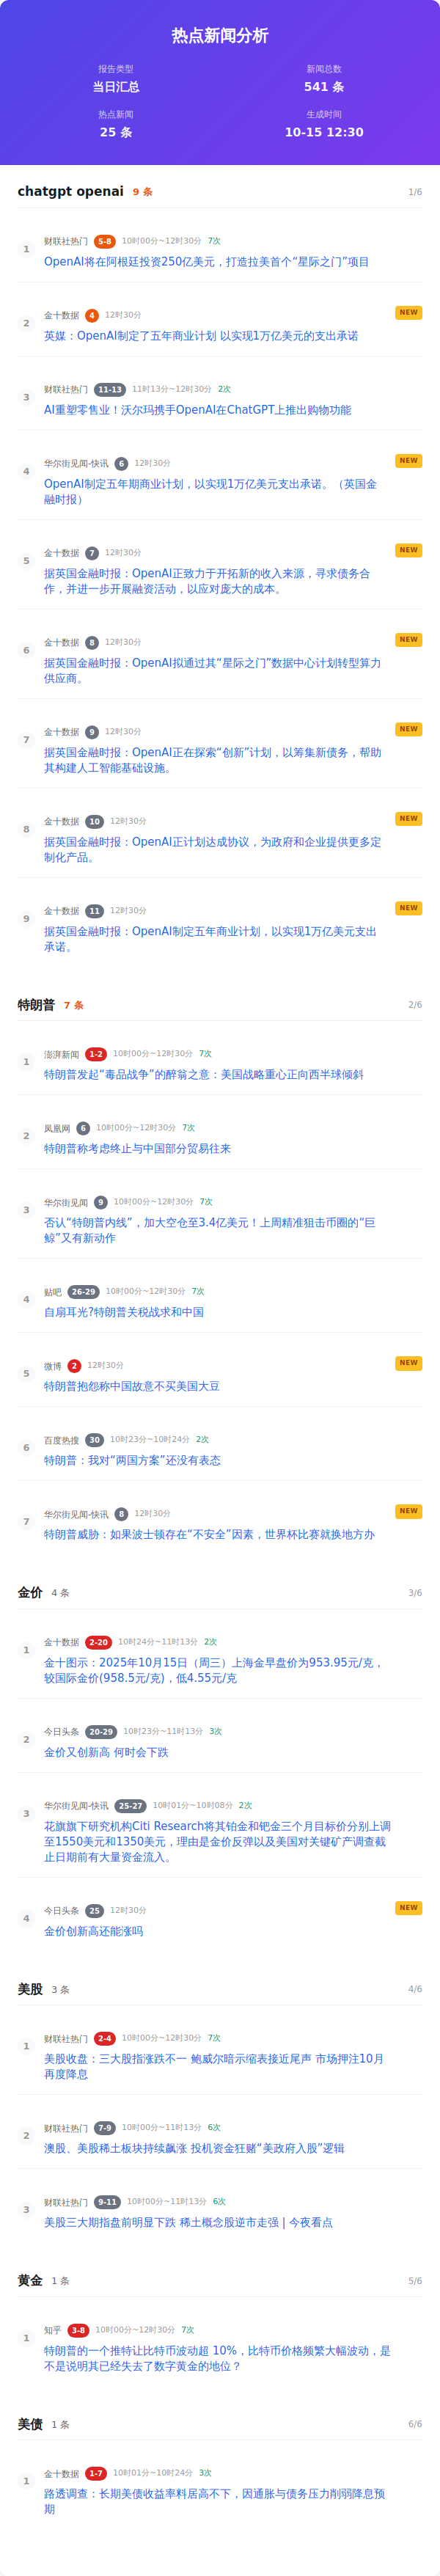 热点新闻分析
报告类型
新闻总数
当日汇总
541 条
热点新闻
生成时间
25 条
10-15 12:30
chatgpt openai 9 条 1/6
1 财联社热门 5-8 10时00分~12时30分 7次
OpenAI将在阿根廷投资250亿美元，打造拉美首个“星际之门”项目
2 金十数据 4 12时30分 NEW
英媒：OpenAI制定了五年商业计划 以实现1万亿美元的支出承诺
3 财联社热门 11-13 11时13分~12时30分 2次
AI重塑零售业！沃尔玛携手OpenAI在ChatGPT上推出购物功能
4 华尔街见闻-快讯 6 12时30分 NEW
OpenAI制定五年期商业计划，以实现1万亿美元支出承诺。（英国金
融时报）
5 金十数据 7 12时30分 NEW
据英国金融时报：OpenAI正致力于开拓新的收入来源，寻求债务合
作，并进一步开展融资活动，以应对庞大的成本。
6 金十数据 8 12时30分 NEW
据英国金融时报：OpenAI拟通过其“星际之门”数据中心计划转型算力
供应商。
7 金十数据 9 12时30分 NEW
据英国金融时报：OpenAI正在探索“创新”计划，以筹集新债务，帮助
其构建人工智能基础设施。
8 金十数据 10 12时30分 NEW
据英国金融时报：OpenAI正计划达成协议，为政府和企业提供更多定
制化产品。
9 金十数据 11 12时30分 NEW
据英国金融时报：OpenAI制定五年商业计划，以实现1万亿美元支出
承诺。
特朗普 7 条 2/6
1 澎湃新闻 1-2 10时00分~12时30分 7次
特朗普发起“毒品战争”的醉翁之意：美国战略重心正向西半球倾斜
2 凤凰网 6 10时00分~12时30分 7次
特朗普称考虑终止与中国部分贸易往来
3 华尔街见闻 9 10时00分~12时30分 7次
否认“特朗普内线”，加大空仓至3.4亿美元！上周精准狙击币圈的“巨
鲸”又有新动作
4 贴吧 26-29 10时00分~12时30分 7次
自扇耳光?特朗普关税战求和中国
5 微博 2 12时30分 NEW
特朗普抱怨称中国故意不买美国大豆
6 百度热搜 30 10时23分~10时24分 2次
特朗普：我对“两国方案”还没有表态
7 华尔街见闻-快讯 8 12时30分 NEW
特朗普威胁：如果波士顿存在“不安全”因素，世界杯比赛就换地方办
金价 4 条 3/6
1 金十数据 2-20 10时24分~11时13分 2次
金十图示：2025年10月15日（周三）上海金早盘价为953.95元/克，
较国际金价(958.5元/克)，低4.55元/克
2 今日头条 20-29 10时23分~11时13分 3次
金价又创新高 何时会下跌
3 华尔街见闻-快讯 25-27 10时01分~10时08分 2次
花旗旗下研究机构Citi Research将其铂金和钯金三个月目标价分别上调
至1550美元和1350美元，理由是金价反弹以及美国对关键矿产调查截
止日期前有大量资金流入。
4 今日头条 25 12时30分 NEW
金价创新高还能涨吗
美股 3 条 4/6
1 财联社热门 2-4 10时00分~12时30分 7次
美股收盘：三大股指涨跌不一 鲍威尔暗示缩表接近尾声 市场押注10月
再度降息
2 财联社热门 7-9 10时00分~11时13分 6次
澳股、美股稀土板块持续飙涨 投机资金狂赌“美政府入股”逻辑
3 财联社热门 9-11 10时00分~11时13分 6次
美股三大期指盘前明显下跌 稀土概念股逆市走强 | 今夜看点
黄金 1 条 5/6
1 知乎 3-8 10时00分~12时30分 7次
特朗普的一个推特让比特币波动超 10%，比特币价格频繁大幅波动，是
不是说明其已经失去了数字黄金的地位？
美债 1 条 6/6
1 金十数据 1-7 10时01分~10时24分 3次
路透调查：长期美债收益率料居高不下，因通胀与债务压力削弱降息预
期